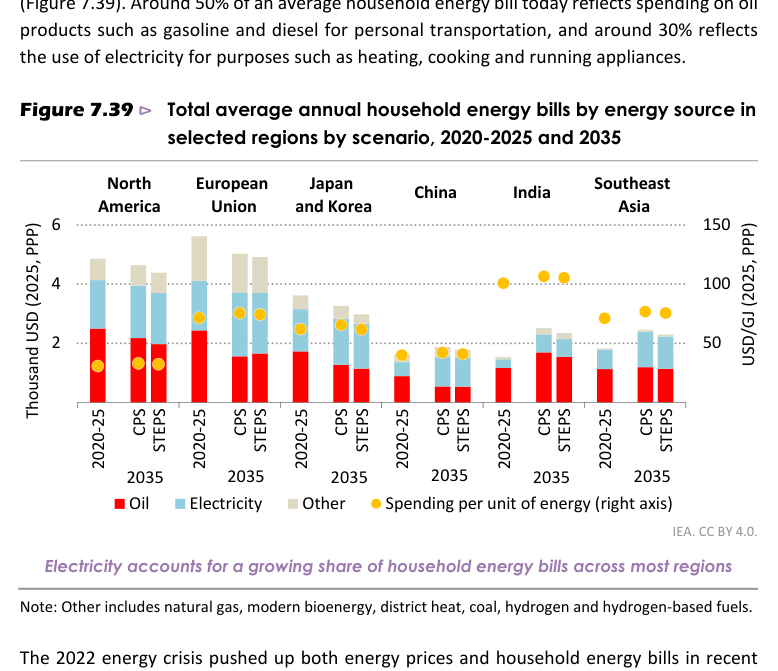 (Figure 7.39). Around 50% of an average household energy bill today reflects spending on oil
products such as gasoline and diesel for personal transportation, and around 30% reflects
the use of electricity for purposes such as heating, cooking and running appliances.
Figure 7.39 ▷ Total average annual household energy bills by energy source in
selected regions by scenario, 2020-2025 and 2035
North America
European Union
Japan and Korea
China
India
Southeast Asia
Thousand USD (2025, PPP)
6
4
2
150
100
50
USD/GJ (2025, PPP)
2020-25 CPS STEPS 2020-25 CPS STEPS 2020-25 CPS STEPS 2020-25 CPS STEPS 2020-25 CPS STEPS 2020-25 CPS STEPS
2035 2035 2035 2035 2035 2035
Oil Electricity Other Spending per unit of energy (right axis)
IEA. CC BY 4.0.
Electricity accounts for a growing share of household energy bills across most regions
Note: Other includes natural gas, modern bioenergy, district heat, coal, hydrogen and hydrogen-based fuels.
The 2022 energy crisis pushed up both energy prices and household energy bills in recent